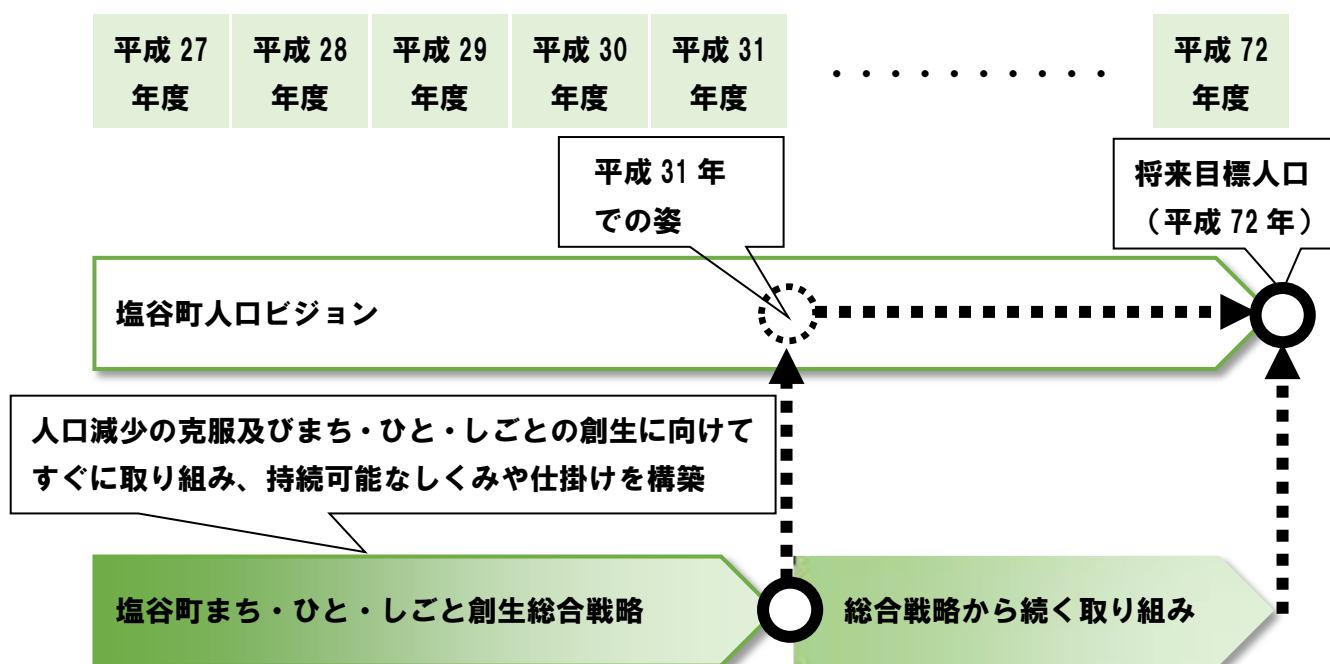 平成 27
年度
平成 28
年度
平成 29
年度
平成 30
年度
平成 31
年度
・・・・・・・・・・
平成 72
年度
平成 31 年
での姿
将来目標人口
（平成 72 年）
塩谷町人口ビジョン
人口減少の克服及びまち・ひと・しごとの創生に向けて
すぐに取り組み、持続可能なしくみや仕掛けを構築
塩谷町まち・ひと・しごと創生総合戦略
総合戦略から続く取り組み